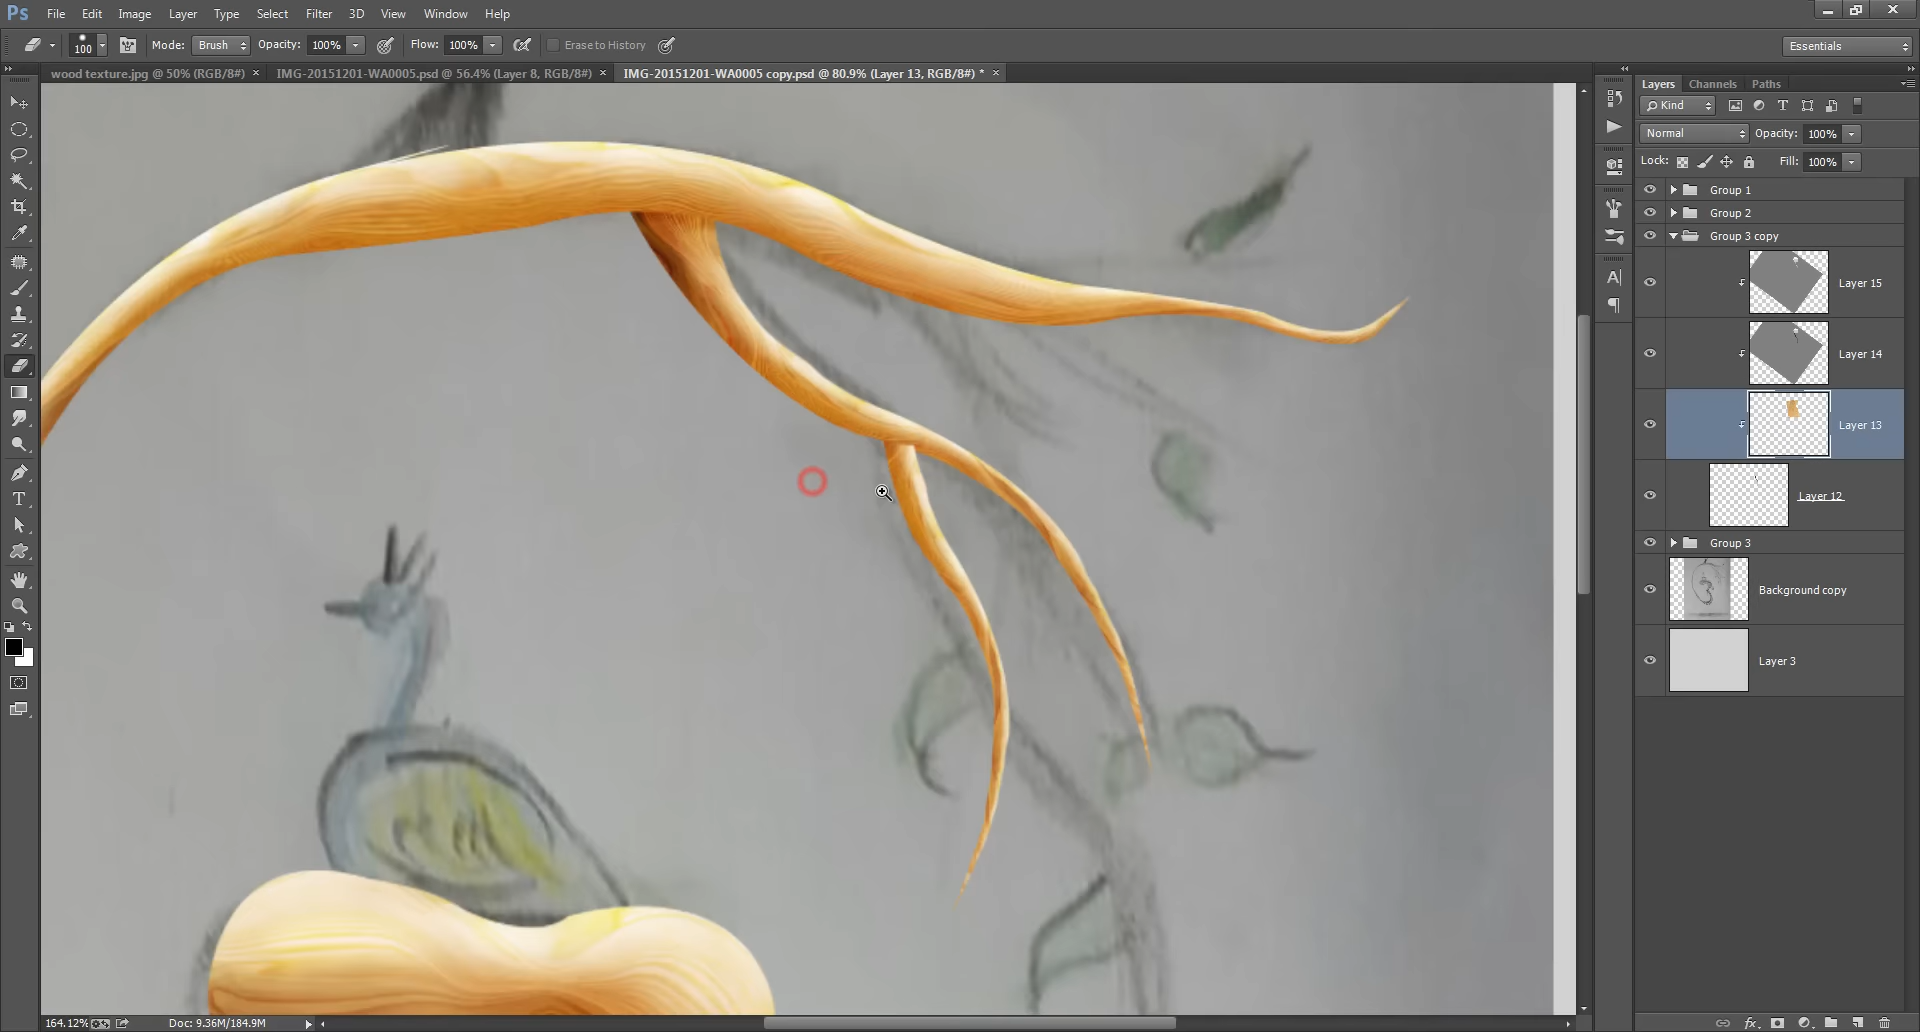 Ps File Edit Image Layer Type Select Filter 3D View Window Help
100 Mode: Brush Opacity: 100% Flow: 100% Erase to History Essentials
wood texture.jpg @ 50% (RGB/8#) × IMG-20151201-WA0005.psd @ 56.4% (Layer 8, RGB/8#) × IMG-20151201-WA0005 copy.psd @ 80.9% (Layer 13, RGB/8#) * ×
Layers Channels Paths
Kind
Normal Opacity: 100%
Lock: Fill: 100%
Group 1
Group 2
Group 3 copy
Layer 15
Layer 14
Layer 13
Layer 12
Group 3
Background copy
Layer 3
164.12% Doc: 9.36M/184.9M